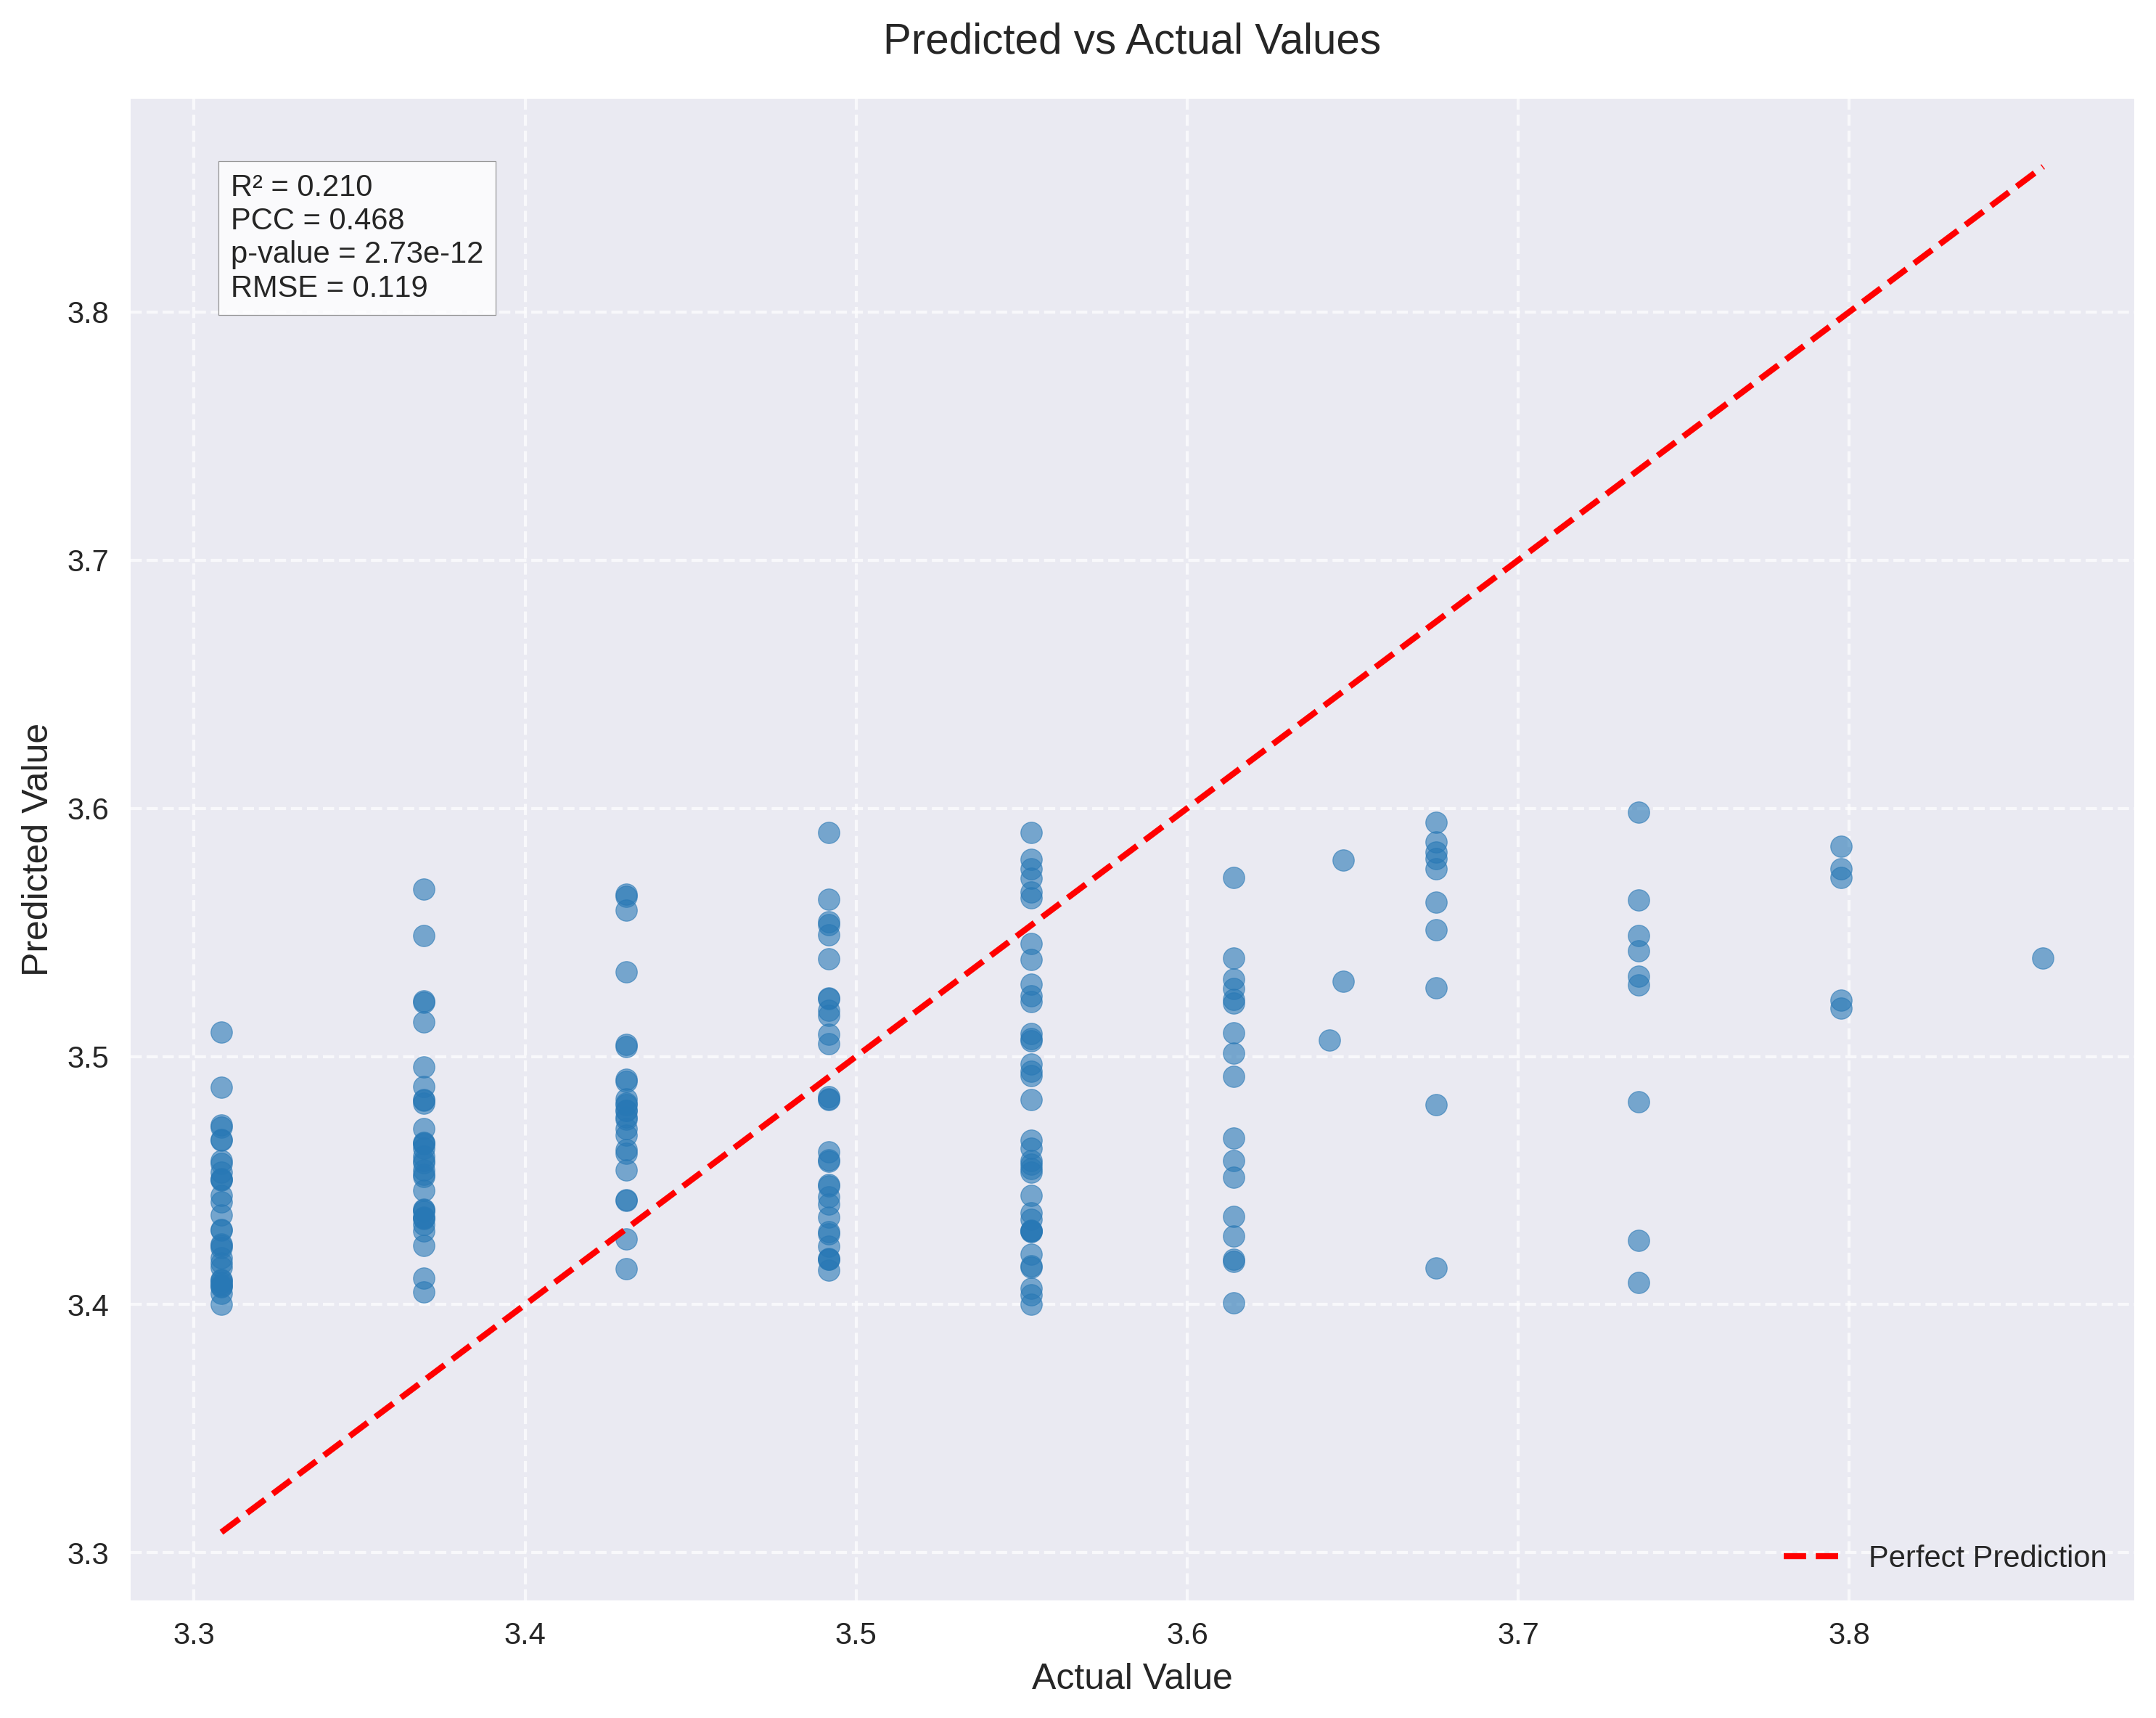 Predicted vs Actual Values
R² = 0.210
PCC = 0.468
p-value = 2.73e-12
RMSE = 0.119
3.8
3.7
3.6
3.5
3.4
3.3
Predicted Value
Perfect Prediction
3.3 3.4 3.5 3.6 3.7 3.8
Actual Value